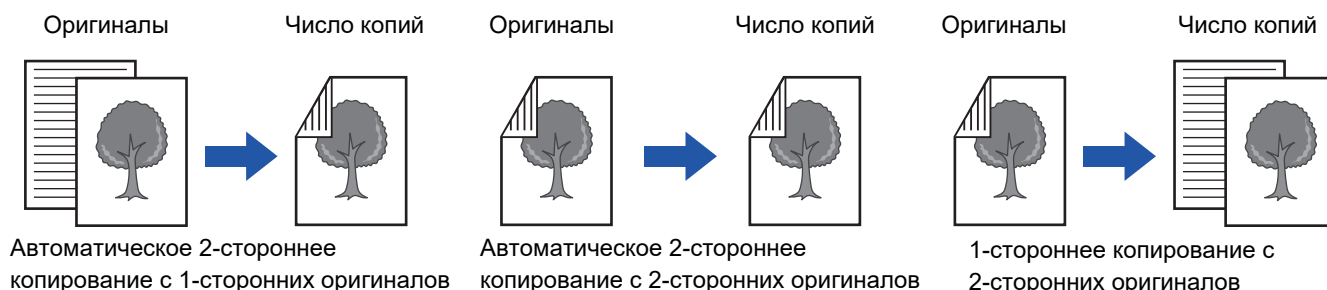 Оригиналы
Число копий
Оригиналы
Число копий
Оригиналы
Число копий
Автоматическое 2-стороннее
копирование с 1-сторонних оригиналов
Автоматическое 2-стороннее
копирование с 2-сторонних оригиналов
1-стороннее копирование с
2-сторонних оригиналов